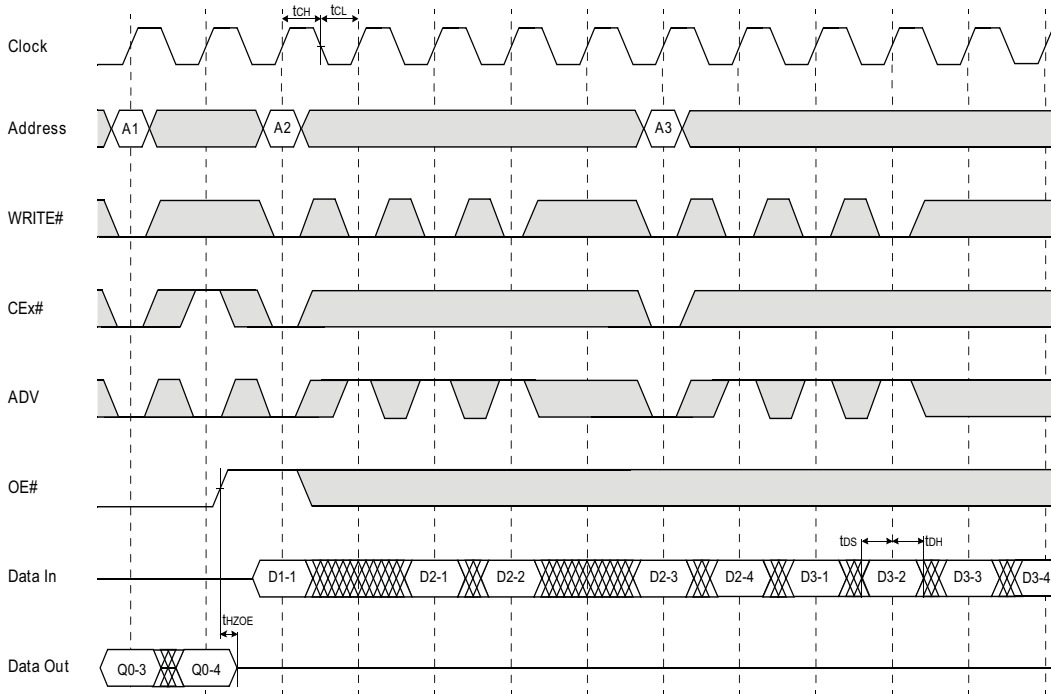 tCH tCL
Clock
Address A1 A2 A3
WRITE#
CEx#
ADV
OE#
tDS tDH
Data In D1-1 D2-1 D2-2 D2-3 D2-4 D3-1 D3-2 D3-3 D3-4
tHZOE
Data Out Q0-3 Q0-4